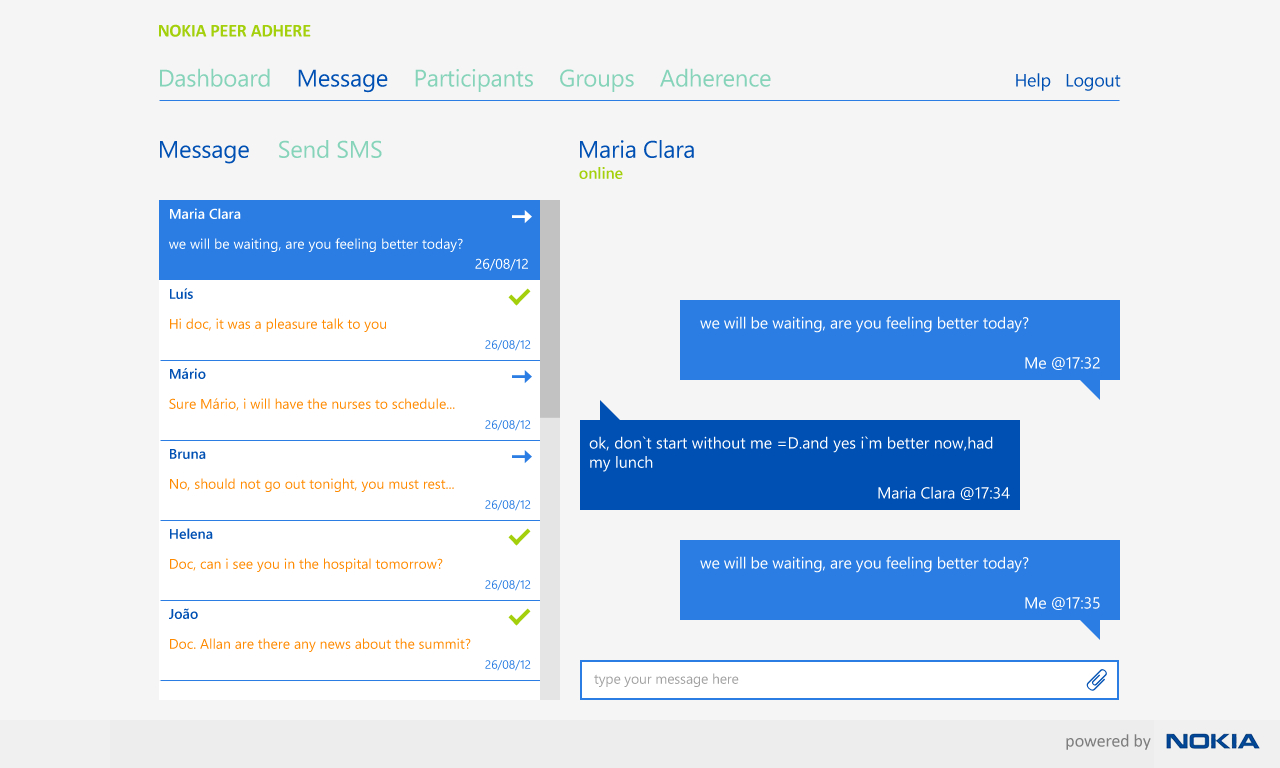 NOKIA PEER ADHERE
Dashboard Message Participants Groups Adherence Help Logout
Message Send SMS
Maria Clara
we will be waiting, are you feeling better today?
26/08/12
Luís
Hi doc, it was a pleasure talk to you
26/08/12
Mário
Sure Mário, i will have the nurses to schedule...
26/08/12
Bruna
No, should not go out tonight, you must rest...
26/08/12
Helena
Doc, can i see you in the hospital tomorrow?
26/08/12
João
Doc. Allan are there any news about the summit?
26/08/12
Maria Clara
online
we will be waiting, are you feeling better today?
Me @17:32
ok, don`t start without me =D.and yes i`m better now,had
my lunch
Maria Clara @17:34
we will be waiting, are you feeling better today?
Me @17:35
type your message here
powered by NOKIA